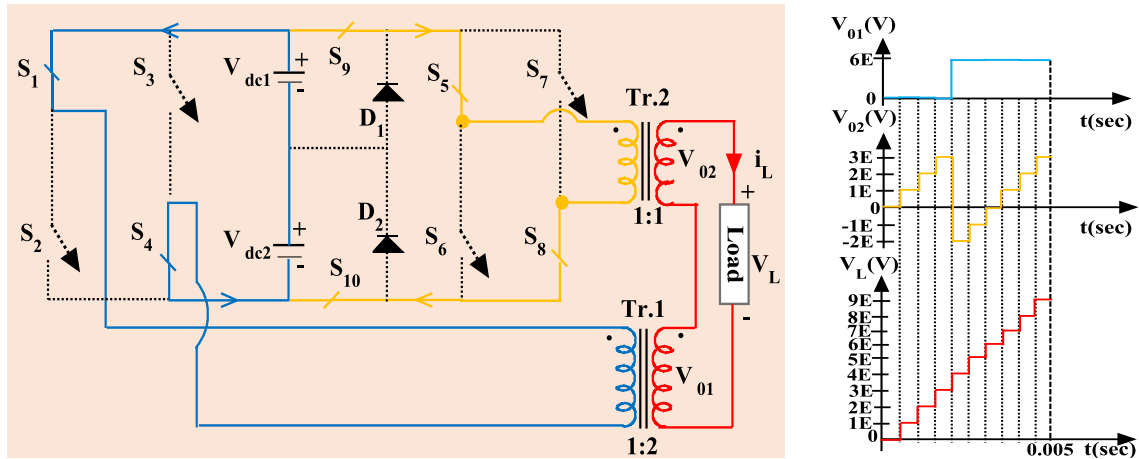 S1
S3
Vdc1
+
-
S9
D1
S5
S7
Tr.2
V02
iL
1:1
S2
S4
Vdc2
+
-
D2
S10
S6
S8
+
Load
VL
-
Tr.1
V01
1:2
V01(V)
6E
0
t(sec)
V02(V)
3E
2E
1E
0
-1E
-2E
t(sec)
VL(V)
9E
8E
7E
6E
5E
4E
3E
2E
1E
0
0.005 t(sec)